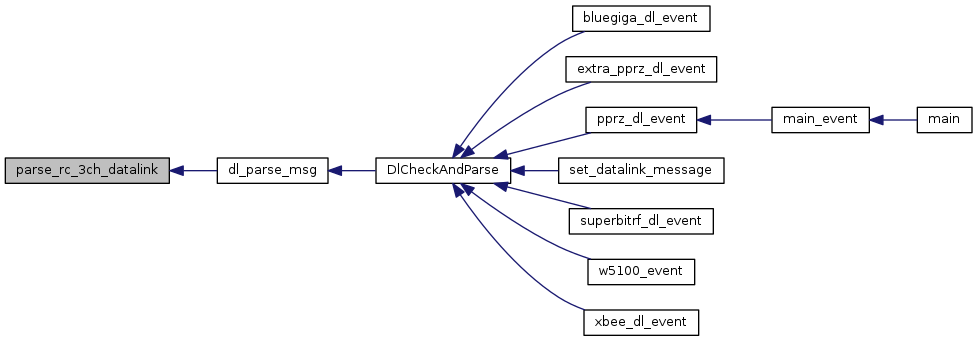 bluegiga_dl_event
extra_pprz_dl_event
pprz_dl_event
main_event
main
parse_rc_3ch_datalink
dl_parse_msg
DlCheckAndParse
set_datalink_message
superbitrf_dl_event
w5100_event
xbee_dl_event